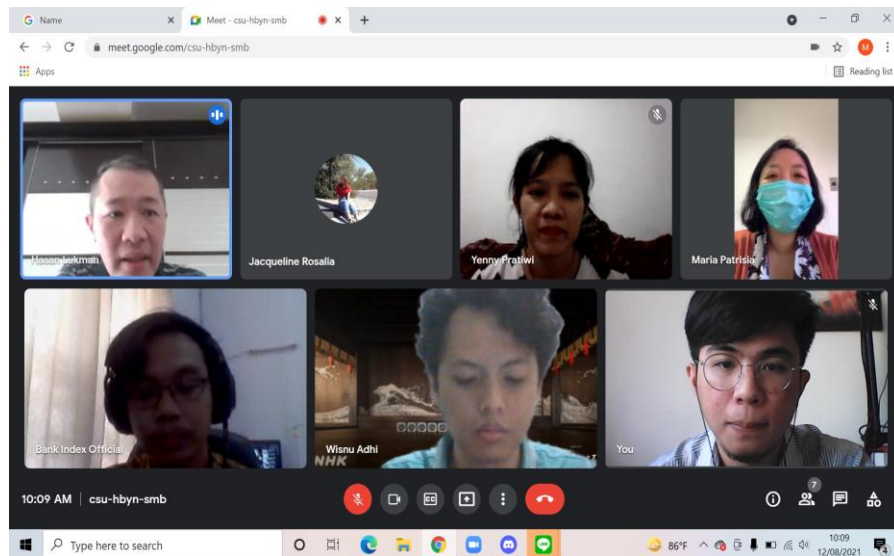 Name
Meet - csu-hbyn-smb
meet.google.com/csu-hbyn-smb
M
Apps
Reading list
Hasan Lukman
Jacqueline Rosalia
Yenny Pratiwi
Maria Patrisia
Bank Index Official
Wisnu Adhi
NHK
You
10:09 AM | csu-hbyn-smb
7
Type here to search
86°F
10:09
12/08/2021